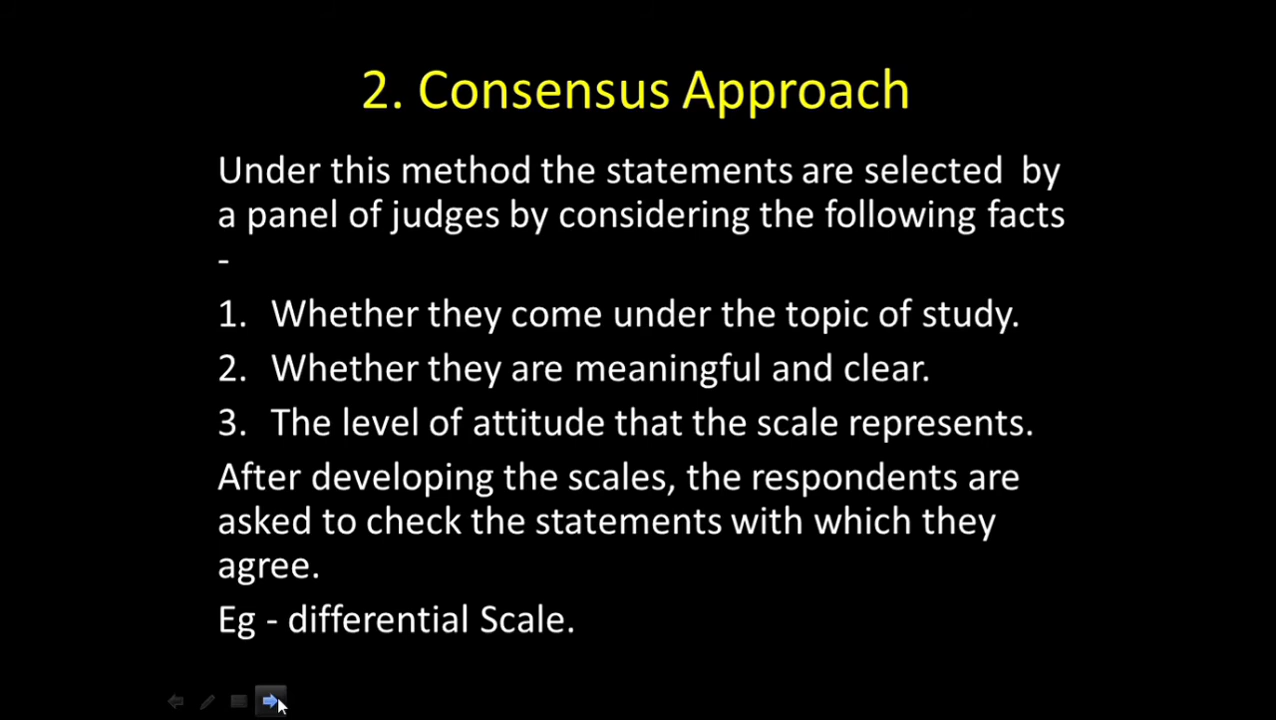 2. Consensus Approach
Under this method the statements are selected by
a panel of judges by considering the following facts
-
1. Whether they come under the topic of study.
2. Whether they are meaningful and clear.
3. The level of attitude that the scale represents.
After developing the scales, the respondents are
asked to check the statements with which they
agree.
Eg - differential Scale.